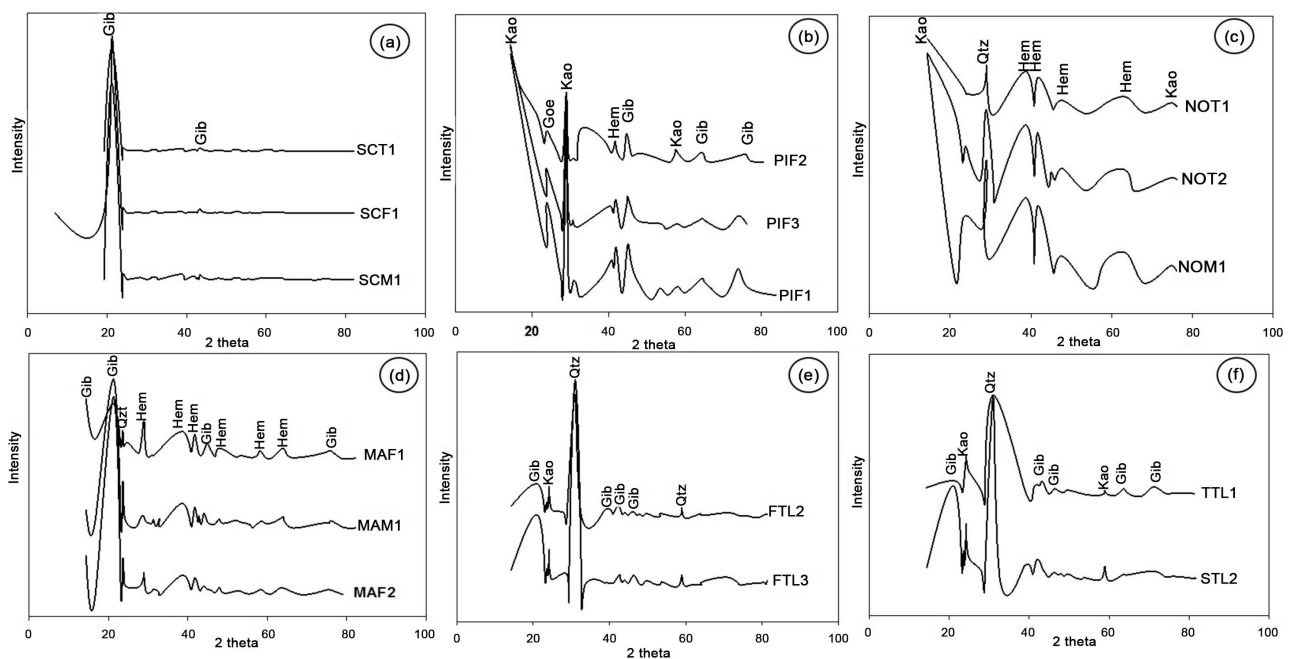 Gib
(a)
Gib
SCT1
SCF1
SCM1
Intensity
0 20 40 60 80 100
2 theta
Kao
(b)
Kao
Goe
Hem
Gib
Kao
Gib
Gib
PIF2
PIF3
PIF1
Intensity
0 20 40 60 80 100
2 theta
Kao
(c)
Qtz
Hem
Hem
Hem
Hem
Kao
NOT1
NOT2
NOM1
Intensity
0 20 40 60 80 100
2 theta
Gib
Gib
(d)
Qzt
Hem
Hem
Hem
Gib
Hem
Hem
Hem
Gib
MAF1
MAM1
MAF2
Intensity
0 20 40 60 80 100
2 theta
Qtz
(e)
Gib
Kao
Gib
Gib
Gib
Qtz
FTL2
FTL3
Intensity
0 20 40 60 80 100
2 theta
Qtz
(f)
Gib
Kao
Gib
Gib
Kao
Gib
Gib
TTL1
STL2
Intensity
0 20 40 60 80 100
2 theta